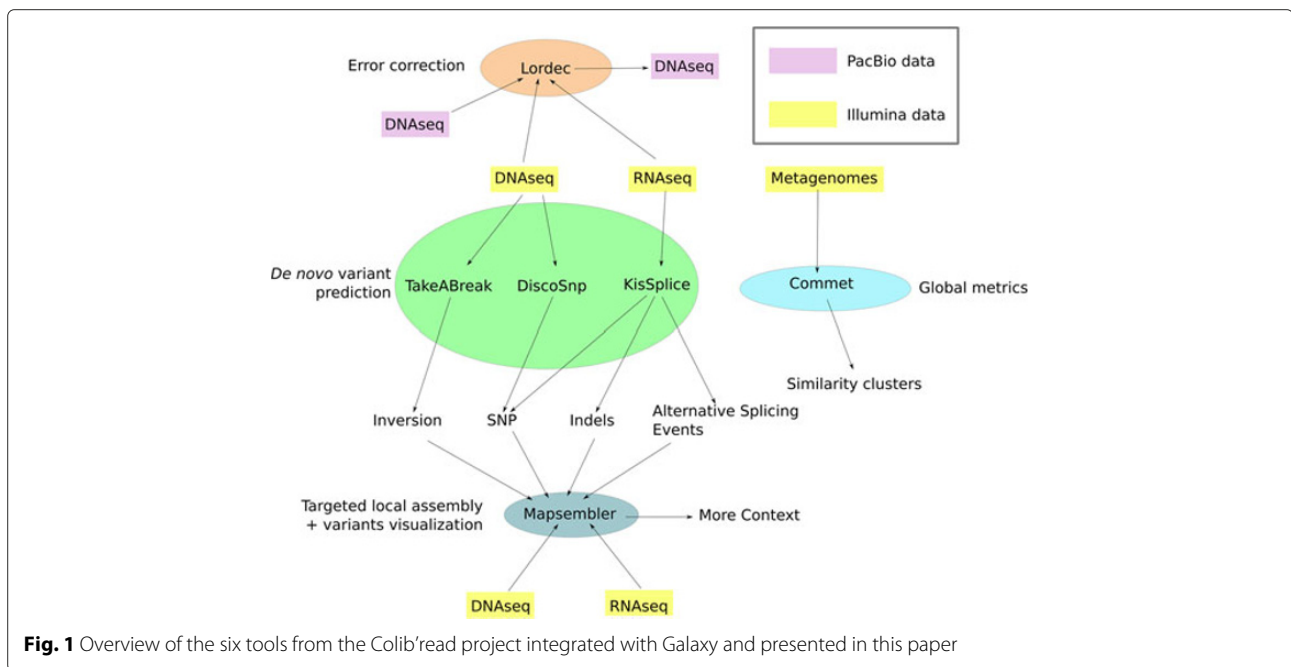 Error correction
Lordec
DNAseq
PacBio data
Illumina data
DNAseq
DNAseq
RNAseq
Metagenomes
De novo variant
prediction
TakeABreak
DiscoSnp
KisSplice
Commet
Global metrics
Similarity clusters
Inversion
SNP
Indels
Alternative Splicing
Events
Targeted local assembly
+ variants visualization
Mapsembler
More Context
DNAseq
RNAseq
Fig. 1 Overview of the six tools from the Colib’read project integrated with Galaxy and presented in this paper